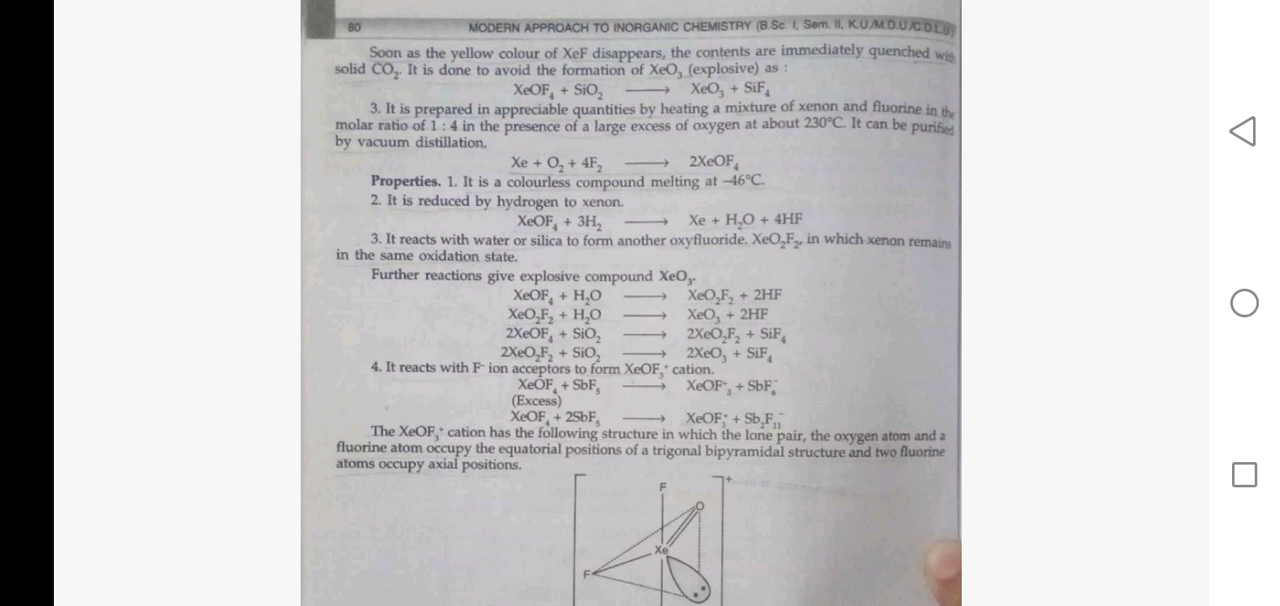 80 MODERN APPROACH TO INORGANIC CHEMISTRY (B.Sc. I, Sem. II, K.U./M.D.U./C.D.L.U)
Soon as the yellow colour of XeF disappears, the contents are immediately quenched with
solid CO₂. It is done to avoid the formation of XeO₃ (explosive) as :
XeOF₄ + SiO₂ ⟶ XeO₃ + SiF₄
3. It is prepared in appreciable quantities by heating a mixture of xenon and fluorine in the
molar ratio of 1 : 4 in the presence of a large excess of oxygen at about 230°C. It can be purified
by vacuum distillation.
Xe + O₂ + 4F₂ ⟶ 2XeOF₄
Properties. 1. It is a colourless compound melting at –46°C.
2. It is reduced by hydrogen to xenon.
XeOF₄ + 3H₂ ⟶ Xe + H₂O + 4HF
3. It reacts with water or silica to form another oxyfluoride. XeO₂F₂, in which xenon remains
in the same oxidation state.
Further reactions give explosive compound XeO₃.
XeOF₄ + H₂O ⟶ XeO₂F₂ + 2HF
XeO₂F₂ + H₂O ⟶ XeO₃ + 2HF
2XeOF₄ + SiO₂ ⟶ 2XeO₂F₂ + SiF₄
2XeO₂F₂ + SiO₂ ⟶ 2XeO₃ + SiF₄
4. It reacts with F⁻ ion acceptors to form XeOF₃⁺ cation.
XeOF₄ + SbF₅ ⟶ XeOF⁺₃ + SbF₆⁻
(Excess)
XeOF₄ + 2SbF₅ ⟶ XeOF₃⁺ + Sb₂F₁₁⁻
The XeOF₃⁺ cation has the following structure in which the lone pair, the oxygen atom and a
fluorine atom occupy the equatorial positions of a trigonal bipyramidal structure and two fluorine
atoms occupy axial positions.
+
F
O
Xe
F